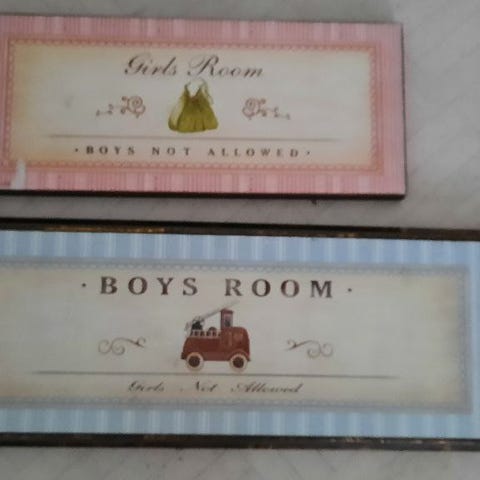 Girls Room
· BOYS NOT ALLOWED ·
· BOYS ROOM ·
Girls Not Allowed